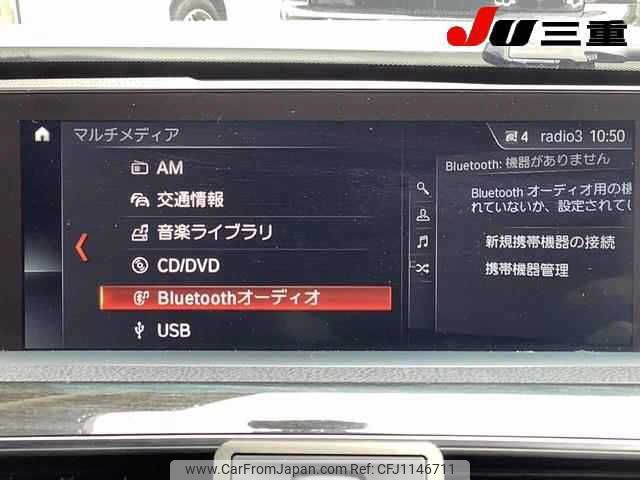 JU三重
マルチメディア
4 radio3 10:50
AM
交通情報
音楽ライブラリ
CD/DVD
Bluetoothオーディオ
USB
Bluetooth: 機器がありません
Bluetooth オーディオ用の機
れていないか、設定されてい
新規携帯機器の接続
携帯機器管理
www.CarFromJapan.com ref:CFJ1146711